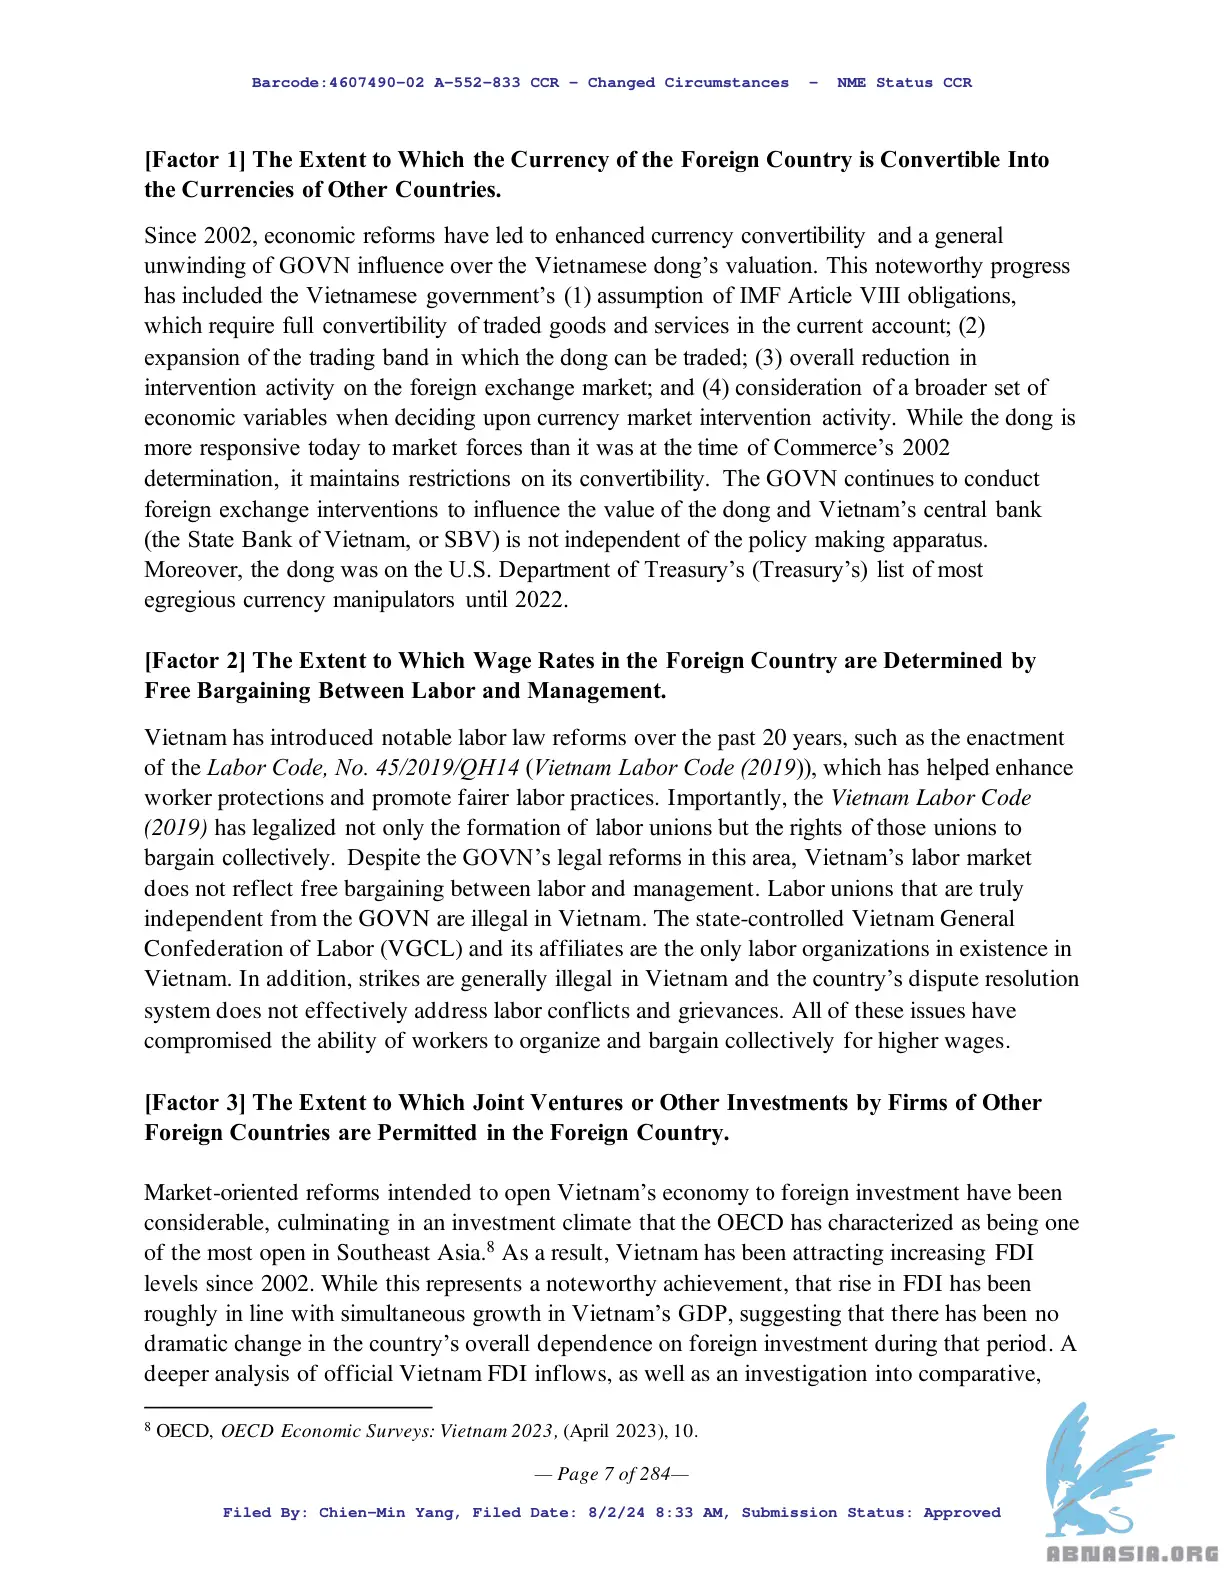 Barcode:4607490-02 A-552-833 CCR - Changed Circumstances - NME Status CCR
[Factor 1] The Extent to Which the Currency of the Foreign Country is Convertible Into
the Currencies of Other Countries.
Since 2002, economic reforms have led to enhanced currency convertibility and a general
unwinding of GOVN influence over the Vietnamese dong’s valuation. This noteworthy progress
has included the Vietnamese government’s (1) assumption of IMF Article VIII obligations,
which require full convertibility of traded goods and services in the current account; (2)
expansion of the trading band in which the dong can be traded; (3) overall reduction in
intervention activity on the foreign exchange market; and (4) consideration of a broader set of
economic variables when deciding upon currency market intervention activity. While the dong is
more responsive today to market forces than it was at the time of Commerce’s 2002
determination, it maintains restrictions on its convertibility. The GOVN continues to conduct
foreign exchange interventions to influence the value of the dong and Vietnam’s central bank
(the State Bank of Vietnam, or SBV) is not independent of the policy making apparatus.
Moreover, the dong was on the U.S. Department of Treasury’s (Treasury’s) list of most
egregious currency manipulators until 2022.
[Factor 2] The Extent to Which Wage Rates in the Foreign Country are Determined by
Free Bargaining Between Labor and Management.
Vietnam has introduced notable labor law reforms over the past 20 years, such as the enactment
of the Labor Code, No. 45/2019/QH14 (Vietnam Labor Code (2019)), which has helped enhance
worker protections and promote fairer labor practices. Importantly, the Vietnam Labor Code
(2019) has legalized not only the formation of labor unions but the rights of those unions to
bargain collectively. Despite the GOVN’s legal reforms in this area, Vietnam’s labor market
does not reflect free bargaining between labor and management. Labor unions that are truly
independent from the GOVN are illegal in Vietnam. The state-controlled Vietnam General
Confederation of Labor (VGCL) and its affiliates are the only labor organizations in existence in
Vietnam. In addition, strikes are generally illegal in Vietnam and the country’s dispute resolution
system does not effectively address labor conflicts and grievances. All of these issues have
compromised the ability of workers to organize and bargain collectively for higher wages.
[Factor 3] The Extent to Which Joint Ventures or Other Investments by Firms of Other
Foreign Countries are Permitted in the Foreign Country.
Market-oriented reforms intended to open Vietnam’s economy to foreign investment have been
considerable, culminating in an investment climate that the OECD has characterized as being one
of the most open in Southeast Asia.8 As a result, Vietnam has been attracting increasing FDI
levels since 2002. While this represents a noteworthy achievement, that rise in FDI has been
roughly in line with simultaneous growth in Vietnam’s GDP, suggesting that there has been no
dramatic change in the country’s overall dependence on foreign investment during that period. A
deeper analysis of official Vietnam FDI inflows, as well as an investigation into comparative,
8 OECD, OECD Economic Surveys: Vietnam 2023, (April 2023), 10.
— Page 7 of 284—
Filed By: Chien-Min Yang, Filed Date: 8/2/24 8:33 AM, Submission Status: Approved
ABNASIA.ORG